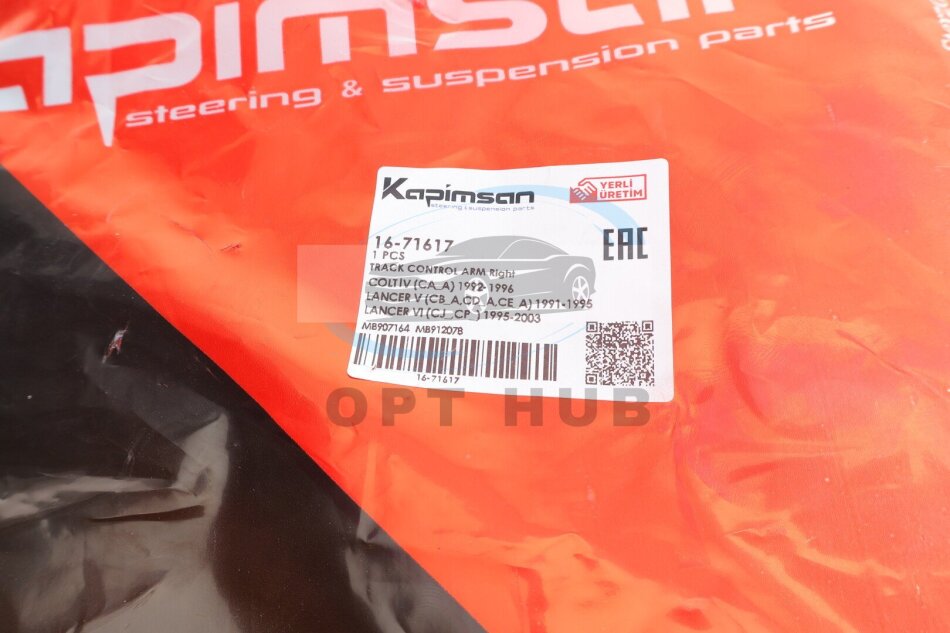 kapimsan
steering & suspension parts
Kapimsan
steering & suspension parts
YERLİ
ÜRETİM
16-71617
1 PCS
TRACK CONTROL ARM Right
COLT IV (CA_A) 1992-1996
LANCER V (CB_A,CD_A,CE_A) 1991-1995
LANCER VI (CJ_,CP_) 1995-2003
MB907164 MB912078
EAC
16-71617
OPT HUB